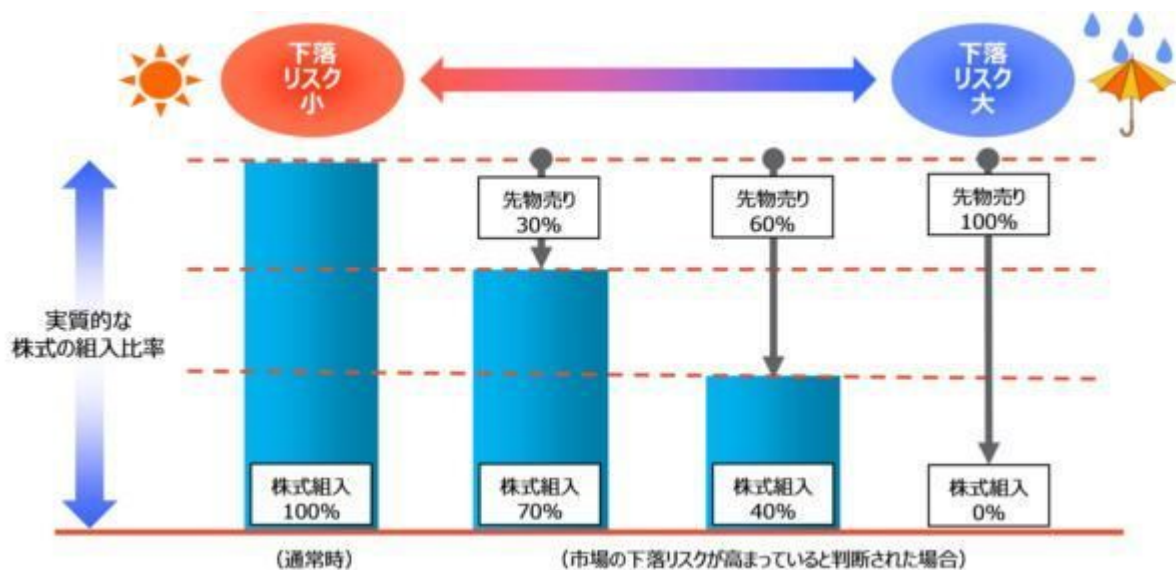 下落
リスク
小
下落
リスク
大
先物売り
30%
先物売り
60%
先物売り
100%
実質的な
株式の組入比率
株式組入
100%
株式組入
70%
株式組入
40%
株式組入
0%
(通常時)
(市場の下落リスクが高まっていると判断された場合)